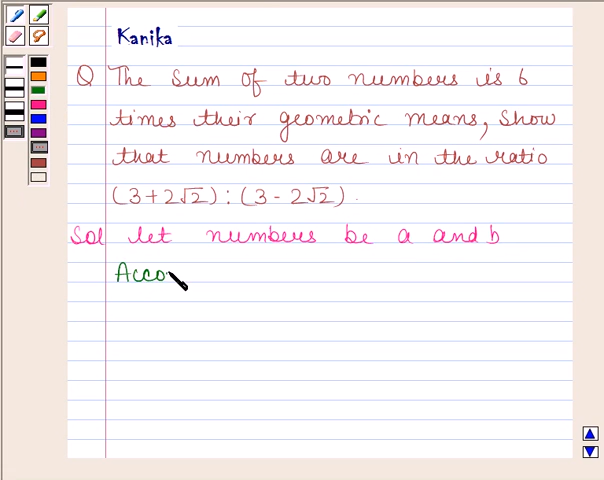 Kanika
Q The Sum of two numbers is 6
times their geometric means, Show
that numbers are in the ratio
(3+2√2) : (3-2√2).
Sol let numbers be a and b
Acco